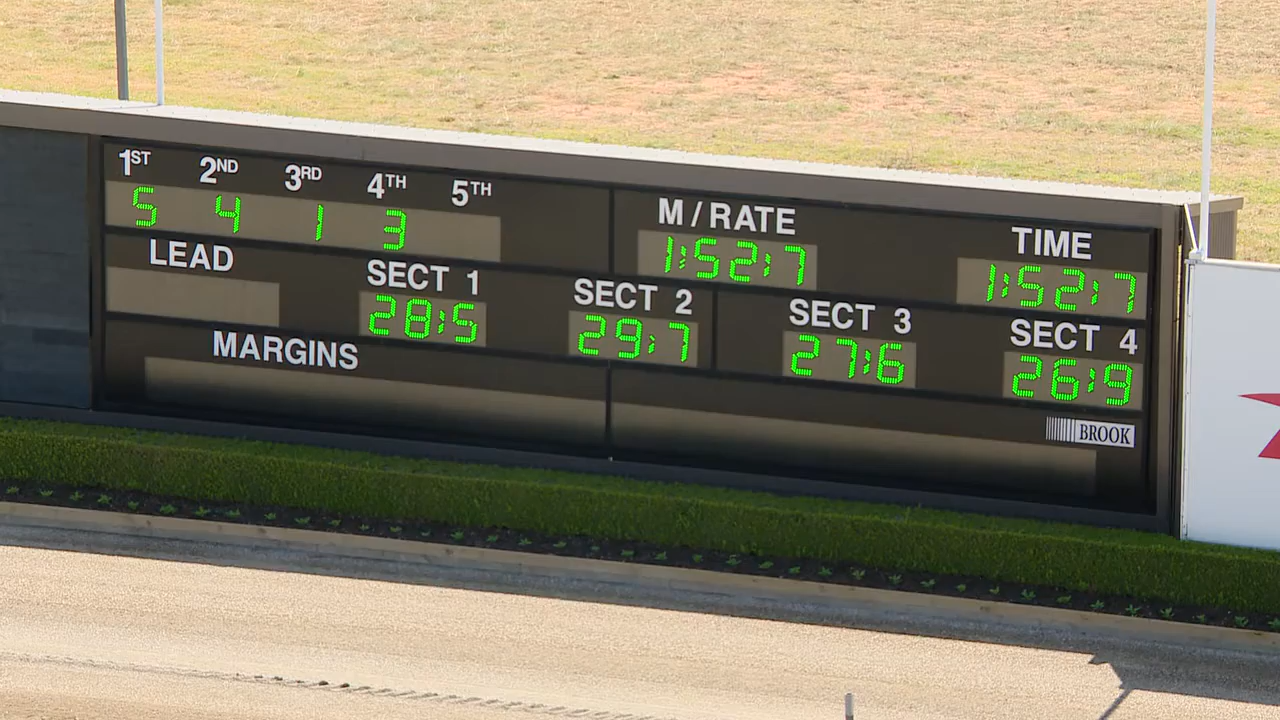 1ST 2ND 3RD 4TH 5TH
5 4 1 3
M/RATE
1:52:7
TIME
1:52:7
LEAD
SECT 1
28:5
SECT 2
29:7
SECT 3
27:6
SECT 4
26:9
MARGINS
BROOK